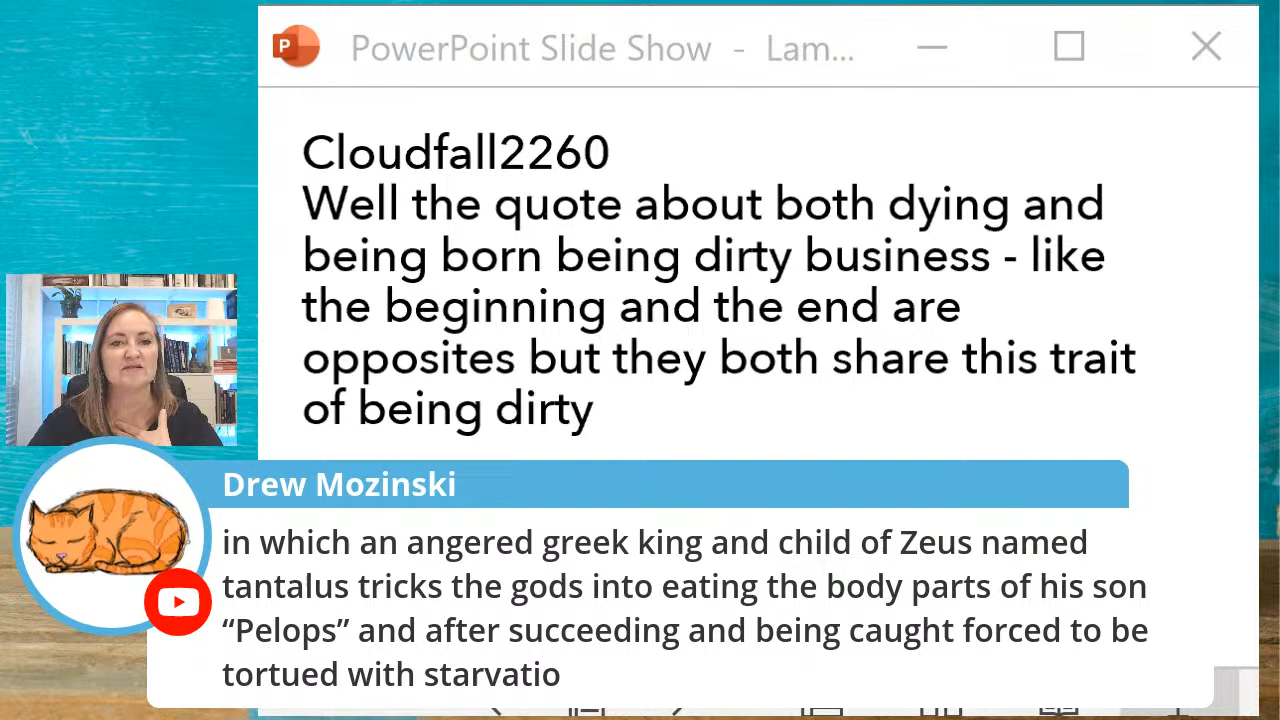 PowerPoint Slide Show - Lam...
Cloudfall2260
Well the quote about both dying and
being born being dirty business - like
the beginning and the end are
opposites but they both share this trait
of being dirty
Drew Mozinski
in which an angered greek king and child of Zeus named
tantalus tricks the gods into eating the body parts of his son
“Pelops” and after succeeding and being caught forced to be
tortued with starvatio